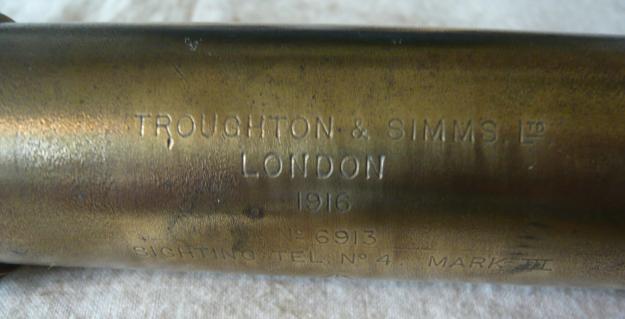 TROUGHTON & SIMMS. LTD
LONDON
1916
No 6913
SIGHTING TEL. No 4. MARK III